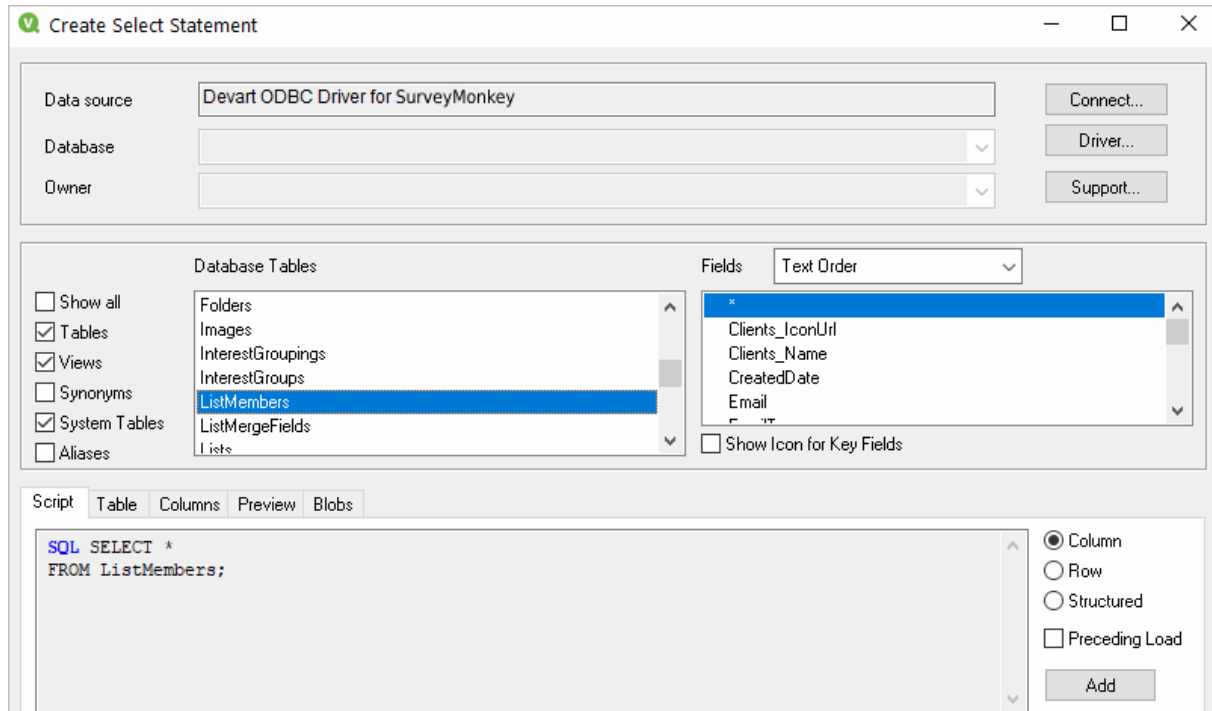 Create Select Statement
Data source
Devart ODBC Driver for SurveyMonkey
Connect...
Database
Driver...
Owner
Support...
Database Tables
Fields
Text Order
Show all
Tables
Views
Synonyms
System Tables
Aliases
Folders
Images
InterestGroupings
InterestGroups
ListMembers
ListMergeFields
Lists
*
Clients_IconUrl
Clients_Name
CreatedDate
Email
Show Icon for Key Fields
Script
Table
Columns
Preview
Blobs
SQL SELECT *
FROM ListMembers;
Column
Row
Structured
Preceding Load
Add